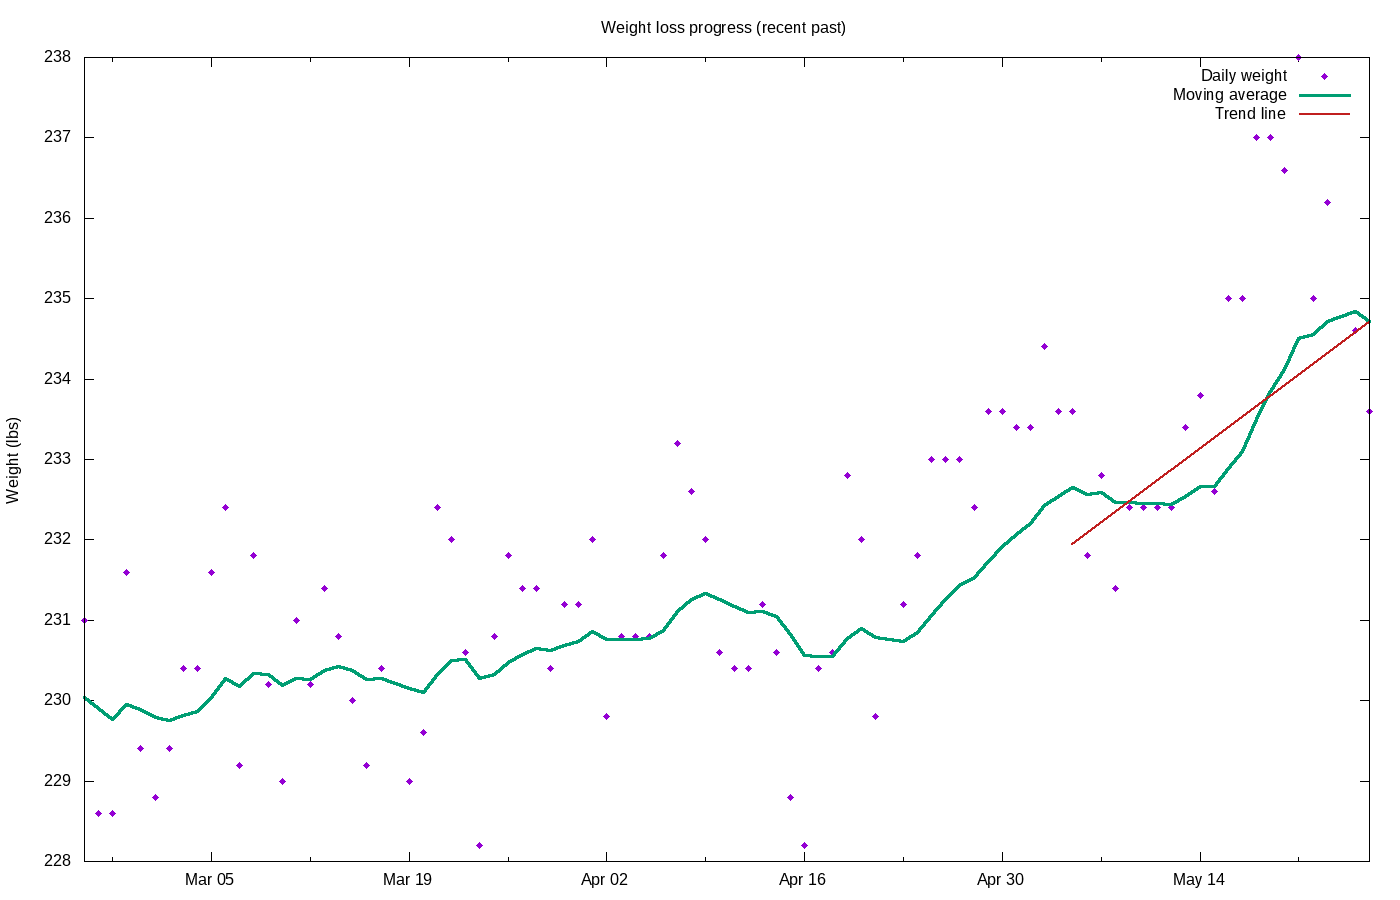 Weight loss progress (recent past)
Daily weight
Moving average
Trend line
238
237
236
235
234
233
232
231
230
229
228
Weight (lbs)
Mar 05 Mar 19 Apr 02 Apr 16 Apr 30 May 14